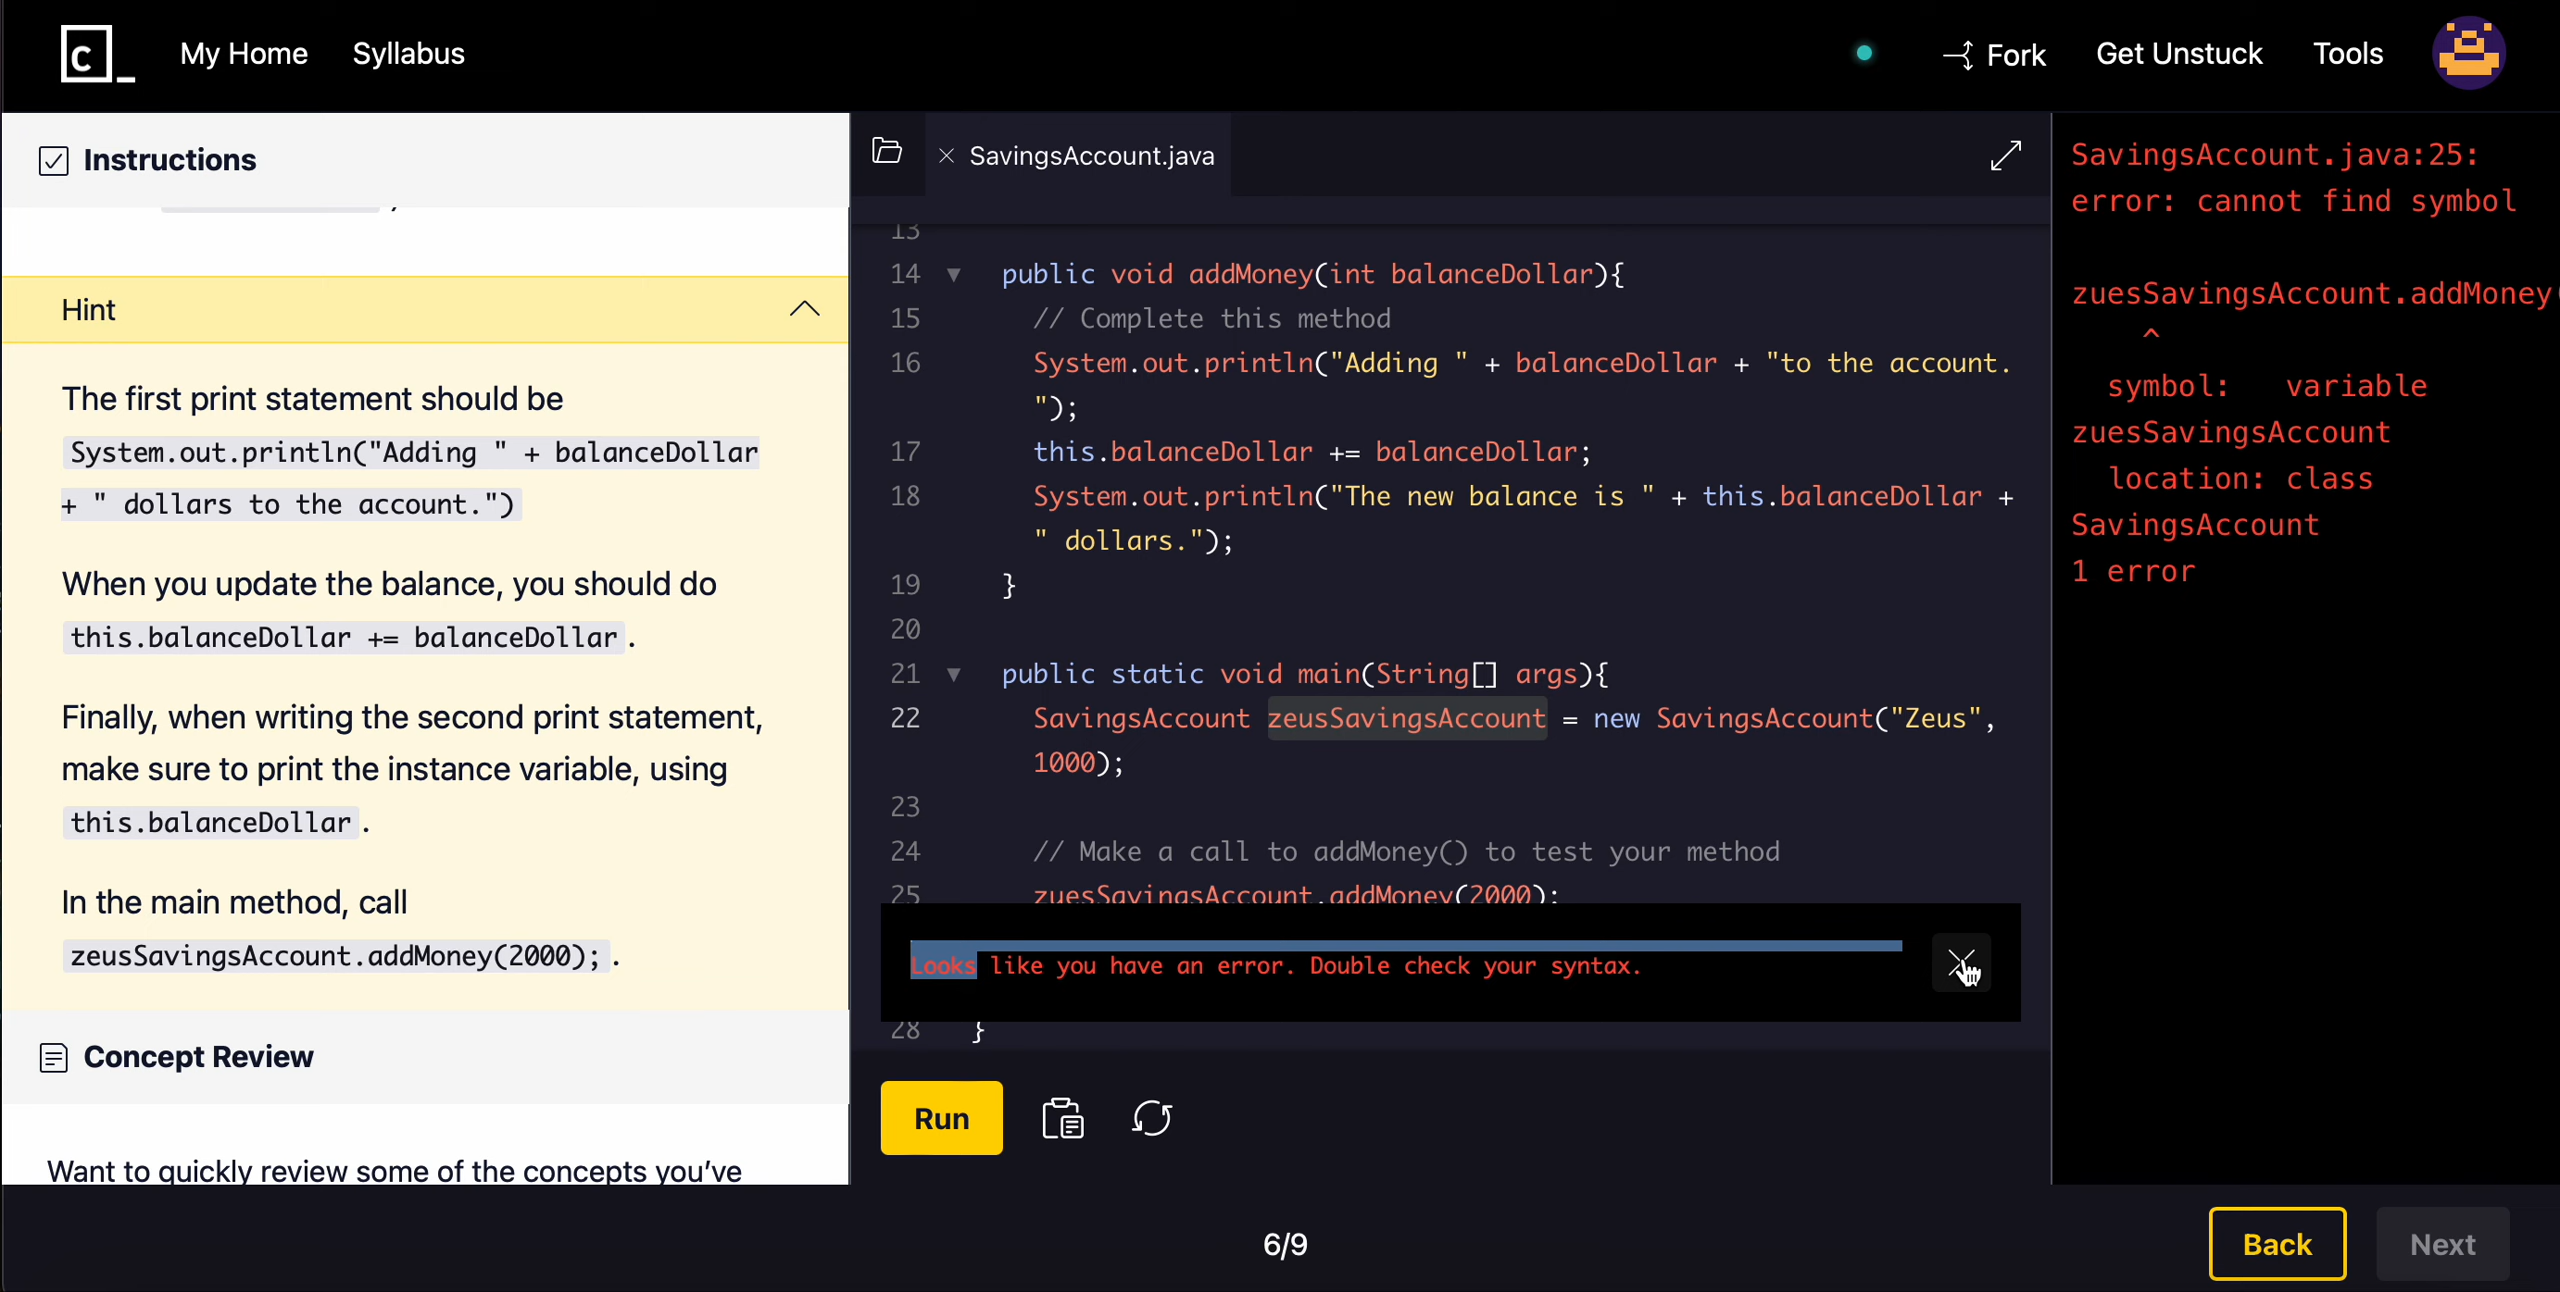 c_ My Home Syllabus Fork Get Unstuck Tools
Instructions
Hint
The first print statement should be
System.out.println("Adding " + balanceDollar
+ " dollars to the account.")
When you update the balance, you should do
this.balanceDollar += balanceDollar .
Finally, when writing the second print statement,
make sure to print the instance variable, using
this.balanceDollar .
In the main method, call
zeusSavingsAccount.addMoney(2000); .
Concept Review
Want to quickly review some of the concepts you've
SavingsAccount.java
13
14 public void addMoney(int balanceDollar){
15 // Complete this method
16 System.out.println("Adding " + balanceDollar + "to the account.
");
17 this.balanceDollar += balanceDollar;
18 System.out.println("The new balance is " + this.balanceDollar +
" dollars.");
19 }
20
21 public static void main(String[] args){
22 SavingsAccount zeusSavingsAccount = new SavingsAccount("Zeus",
1000);
23
24 // Make a call to addMoney() to test your method
25 zuesSavingsAccount.addMoney(2000);
Looks like you have an error. Double check your syntax.
28 }
Run
SavingsAccount.java:25:
error: cannot find symbol
zuesSavingsAccount.addMoney
^
symbol: variable
zuesSavingsAccount
location: class
SavingsAccount
1 error
6/9
Back
Next